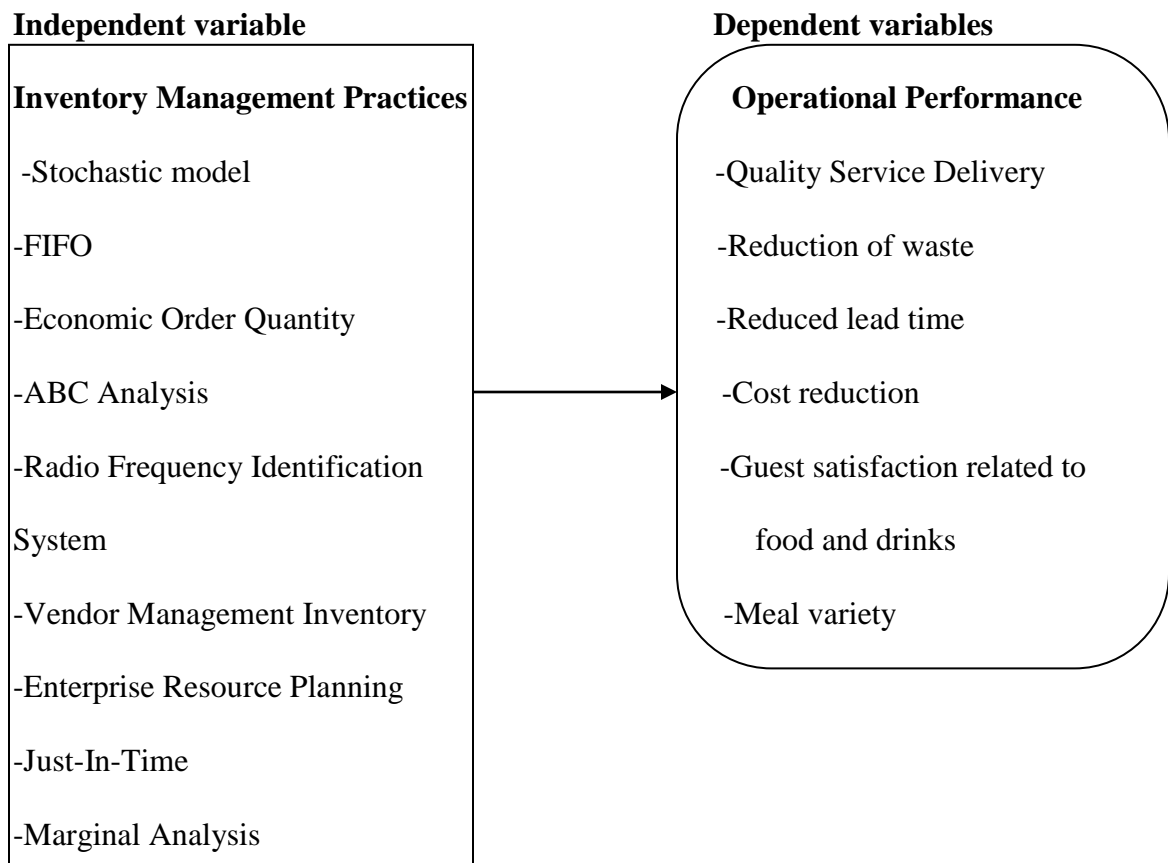 Independent variable
Inventory Management Practices
-Stochastic model
-FIFO
-Economic Order Quantity
-ABC Analysis
-Radio Frequency Identification
System
-Vendor Management Inventory
-Enterprise Resource Planning
-Just-In-Time
-Marginal Analysis
Dependent variables
Operational Performance
-Quality Service Delivery
-Reduction of waste
-Reduced lead time
-Cost reduction
-Guest satisfaction related to
food and drinks
-Meal variety